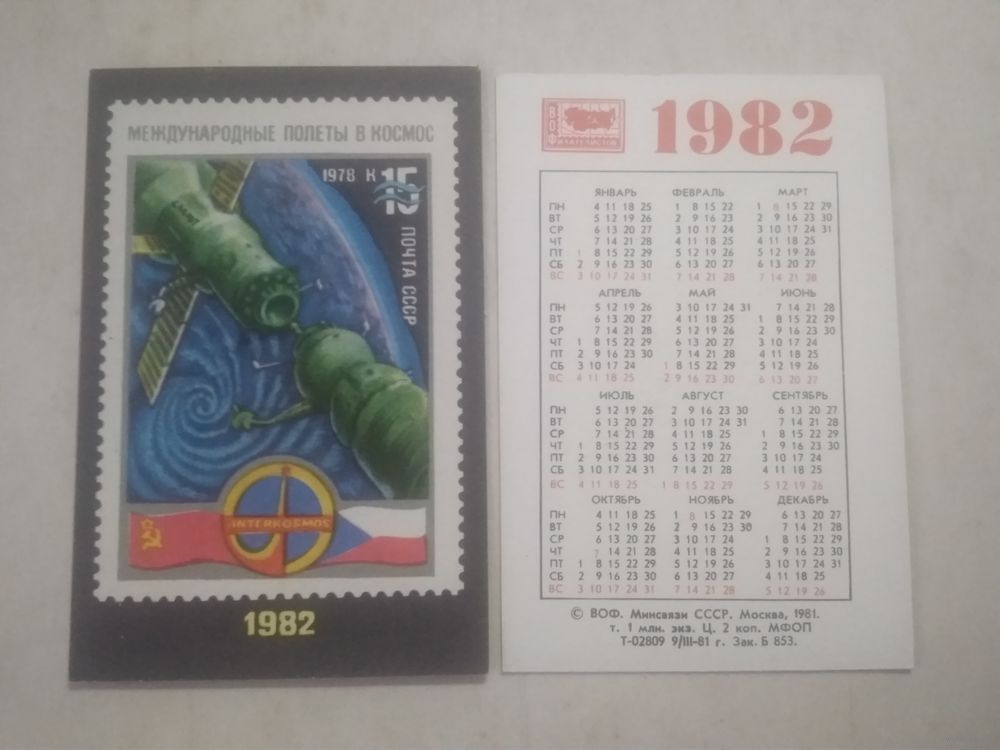 МЕЖДУНАРОДНЫЕ ПОЛЕТЫ В КОСМОС
1978 К 15
ПОЧТА СССР
INTERKOSMOS
1982
ВОФ
ФИЛАТЕЛИСТОВ
1982
ЯНВАРЬ ФЕВРАЛЬ МАРТ
ПН 4 11 18 25 1 8 15 22 1 8 15 22 29
ВТ 5 12 19 26 2 9 16 23 2 9 16 23 30
СР 6 13 20 27 3 10 17 24 3 10 17 24 31
ЧТ 7 14 21 28 4 11 18 25 4 11 18 25
ПТ 1 8 15 22 29 5 12 19 26 5 12 19 26
СБ 2 9 16 23 30 6 13 20 27 6 13 20 27
ВС 3 10 17 24 31 7 14 21 28 7 14 21 28
АПРЕЛЬ МАЙ ИЮНЬ
ПН 5 12 19 26 3 10 17 24 31 7 14 21 28
ВТ 6 13 20 27 4 11 18 25 1 8 15 22 29
СР 7 14 21 28 5 12 19 26 2 9 16 23 30
ЧТ 1 8 15 22 29 6 13 20 27 3 10 17 24
ПТ 2 9 16 23 30 7 14 21 28 4 11 18 25
СБ 3 10 17 24 1 8 15 22 29 5 12 19 26
ВС 4 11 18 25 2 9 16 23 30 6 13 20 27
ИЮЛЬ АВГУСТ СЕНТЯБРЬ
ПН 5 12 19 26 2 9 16 23 30 6 13 20 27
ВТ 6 13 20 27 3 10 17 24 31 7 14 21 28
СР 7 14 21 28 4 11 18 25 1 8 15 22 29
ЧТ 1 8 15 22 29 5 12 19 26 2 9 16 23 30
ПТ 2 9 16 23 30 6 13 20 27 3 10 17 24
СБ 3 10 17 24 31 7 14 21 28 4 11 18 25
ВС 4 11 18 25 1 8 15 22 29 5 12 19 26
ОКТЯБРЬ НОЯБРЬ ДЕКАБРЬ
ПН 4 11 18 25 1 8 15 22 29 6 13 20 27
ВТ 5 12 19 26 2 9 16 23 30 7 14 21 28
СР 6 13 20 27 3 10 17 24 1 8 15 22 29
ЧТ 7 14 21 28 4 11 18 25 2 9 16 23 30
ПТ 1 8 15 22 29 5 12 19 26 3 10 17 24 31
СБ 2 9 16 23 30 6 13 20 27 4 11 18 25
ВС 3 10 17 24 31 7 14 21 28 5 12 19 26
© ВОФ. Минсвязи СССР. Москва, 1981.
т. 1 млн. экз. Ц. 2 коп. МФОП
Т-02809 9/III-81 г. Зак. Б 853.